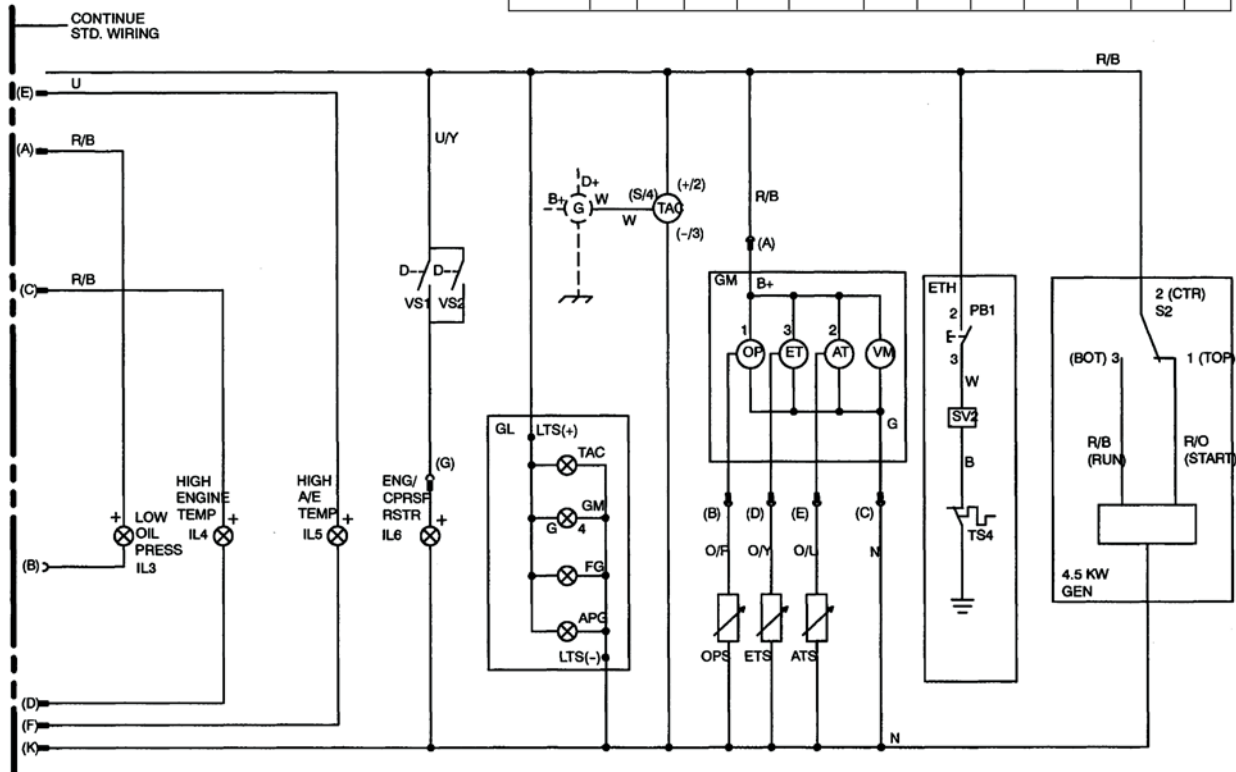 CONTINUE
STD. WIRING
R/B
(E)
U
(A)
R/B
U/Y
D+
B+
G
W
W
(S/4)
(+/2)
TAC
(-/3)
R/B
(A)
(C)
R/B
D
D
VS1
VS2
GM
B+
1
3
2
OP
ET
AT
VM
G
ETH
2
PB1
E
3
W
SV2
B
TS4
2 (CTR)
S2
(BOT) 3
1 (TOP)
R/B
(RUN)
R/O
(START)
4.5 KW
GEN
GL
LTS(+)
TAC
GM
G
4
FG
APG
LTS(-)
(G)
+
LOW
OIL
PRESS
IL3
HIGH
ENGINE
TEMP
+
IL4
HIGH
A/E
TEMP
+
IL5
ENG/
RSTR
+
IL6
(B)
(D)
(E)
(C)
O/Y
N
OPS
ETS
ATS
(B)
(D)
(F)
(K)
N